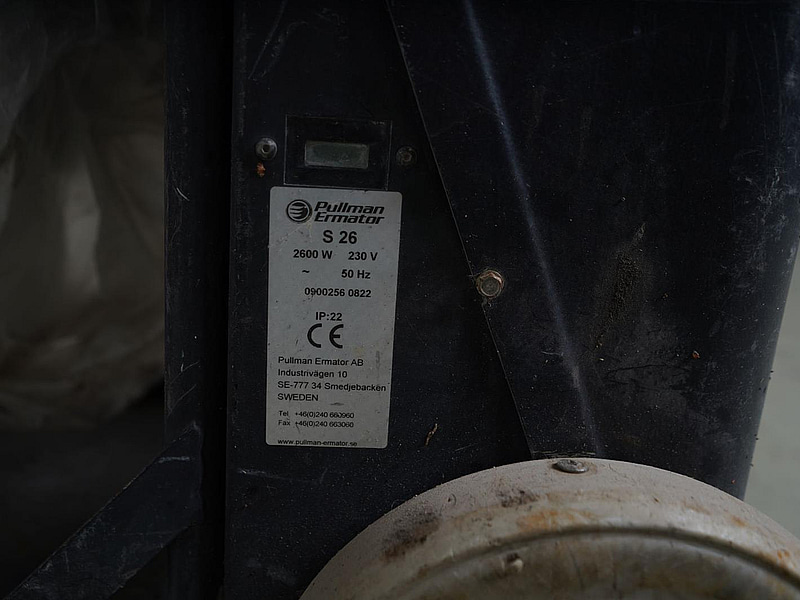 Pullman
Ermator
S 26
2600 W 230 V
~ 50 Hz
0900256 0822
IP:22
CE
Pullman Ermator AB
Industrivägen 10
SE-777 34 Smedjebacken
SWEDEN
Tel +46(0)240 660960
Fax +46(0)240 663060
www.pullman-ermator.se